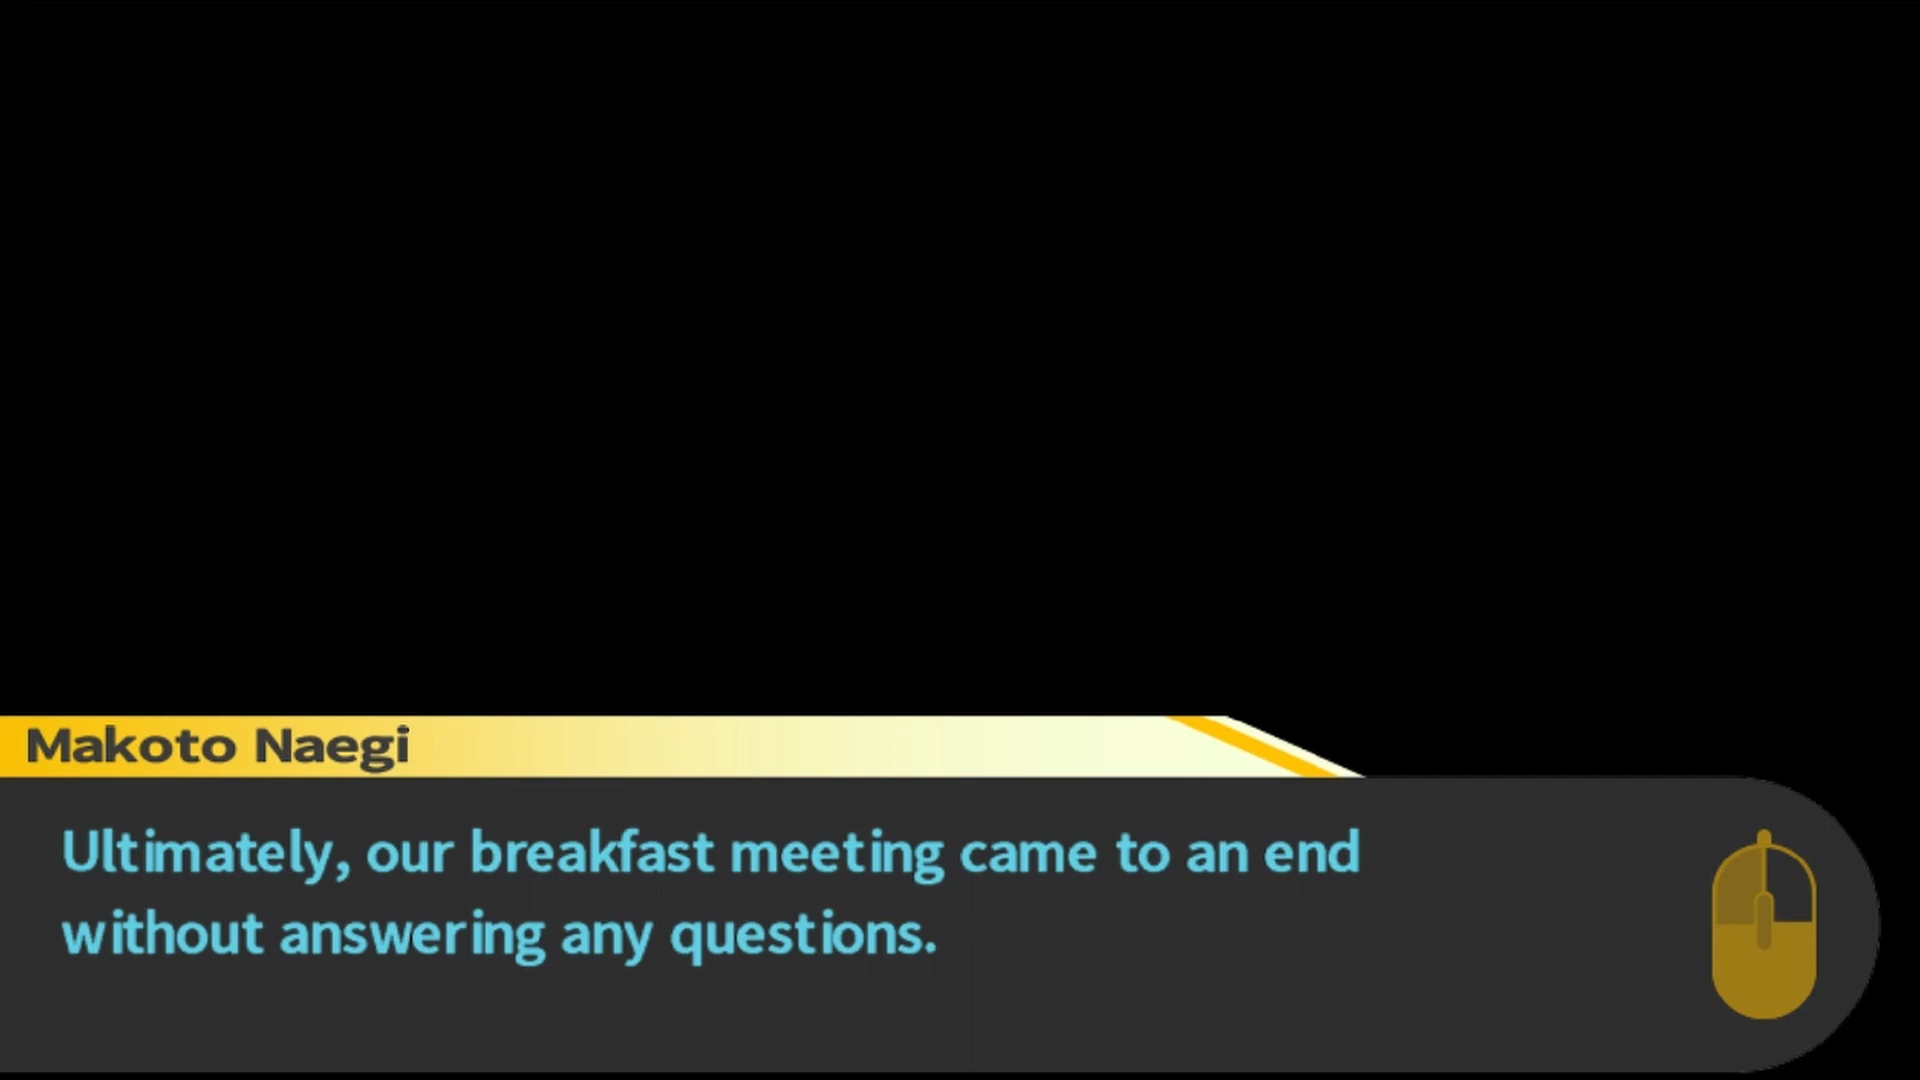 Makoto Naegi
Ultimately, our breakfast meeting came to an end
without answering any questions.